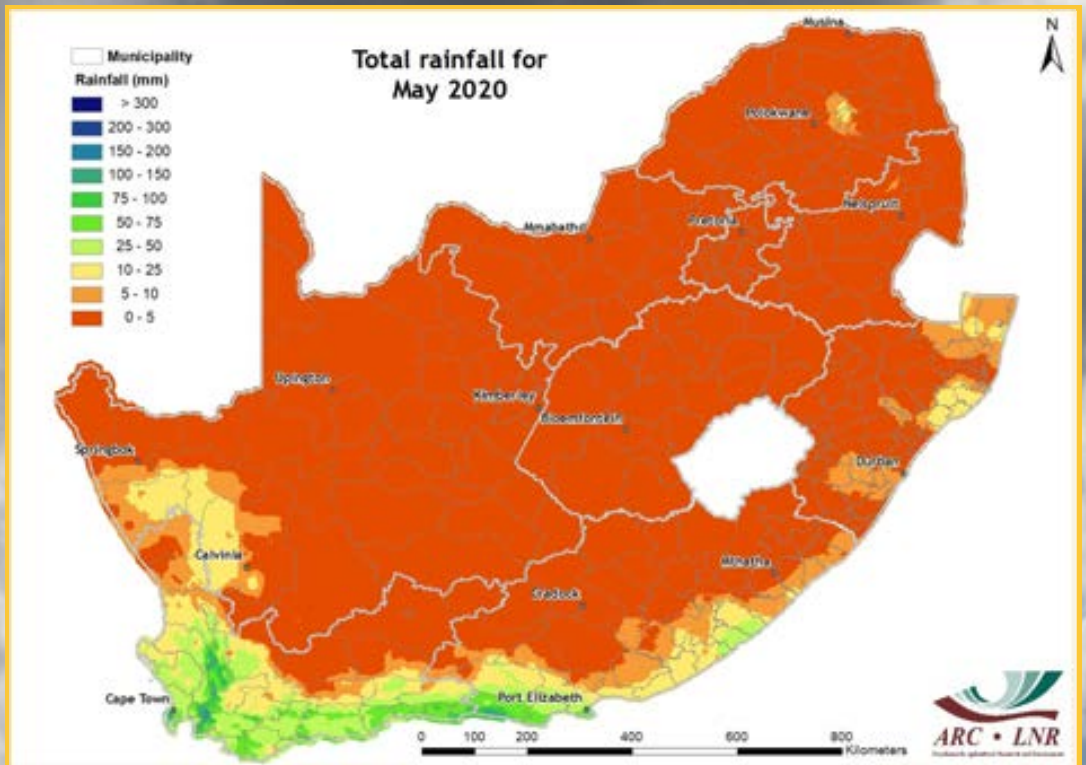 Total rainfall for
May 2020
N
Municipality
Rainfall (mm)
> 300
200 - 300
150 - 200
100 - 150
75 - 100
50 - 75
25 - 50
10 - 25
5 - 10
0 - 5
Musina
Polokwane
Nelspruit
Pretoria
Mmabatho
Upington
Kimberley
Bloemfontein
Springbok
Durban
Calvinia
Mthatha
Cradock
Cape Town
Port Elizabeth
0 100 200 400 600 800
Kilometers
ARC • LNR